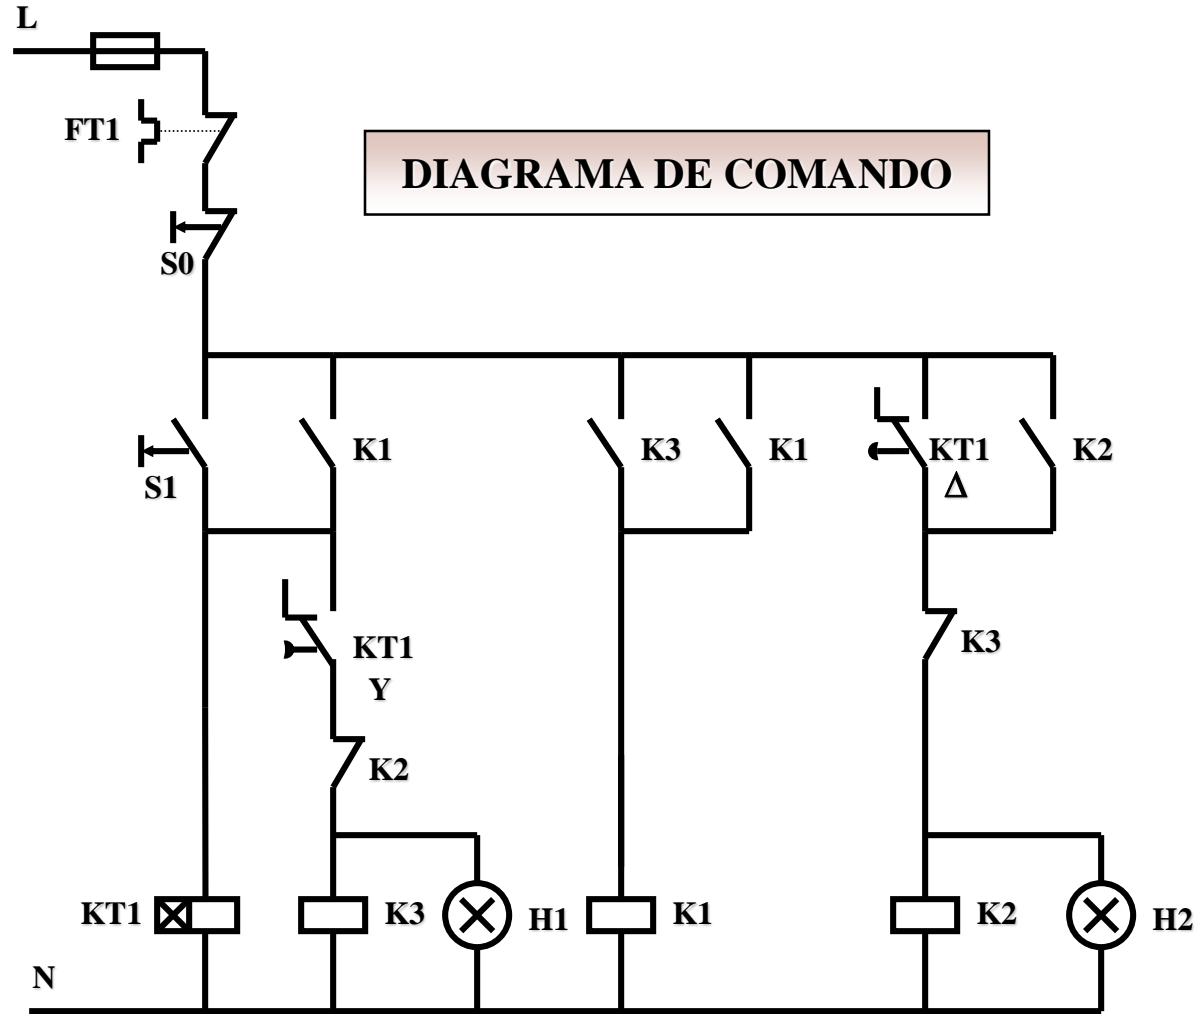 L
FT1
DIAGRAMA DE COMANDO
S0
K1
K3
K1
KT1
K2
S1
Δ
KT1
K3
Y
K2
KT1
K3
H1
K1
K2
H2
N